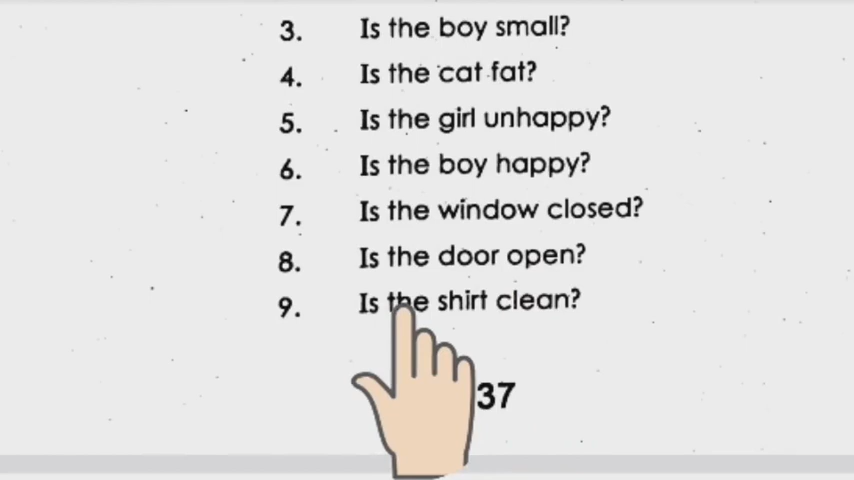 3. Is the boy small?
4. Is the cat fat?
5. Is the girl unhappy?
6. Is the boy happy?
7. Is the window closed?
8. Is the door open?
9. Is the shirt clean?
37